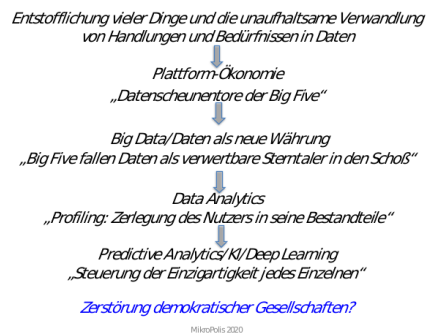 Entstofflichung vieler Dinge und die unaufhaltsame Verwandlung
von Handlungen und Bedürfnissen in Daten
Plattform-Ökonomie
„Datenscheunentore der Big Five“
Big Data/Daten als neue Währung
„Big Five fallen Daten als verwertbare Sterntaler in den Schoß“
Data Analytics
„Profiling: Zerlegung des Nutzers in seine Bestandteile“
Predictive Analytics/KI/Deep Learning
„Steuerung der Einzigartigkeit jedes Einzelnen“
Zerstörung demokratischer Gesellschaften?
MikroPolis 2020